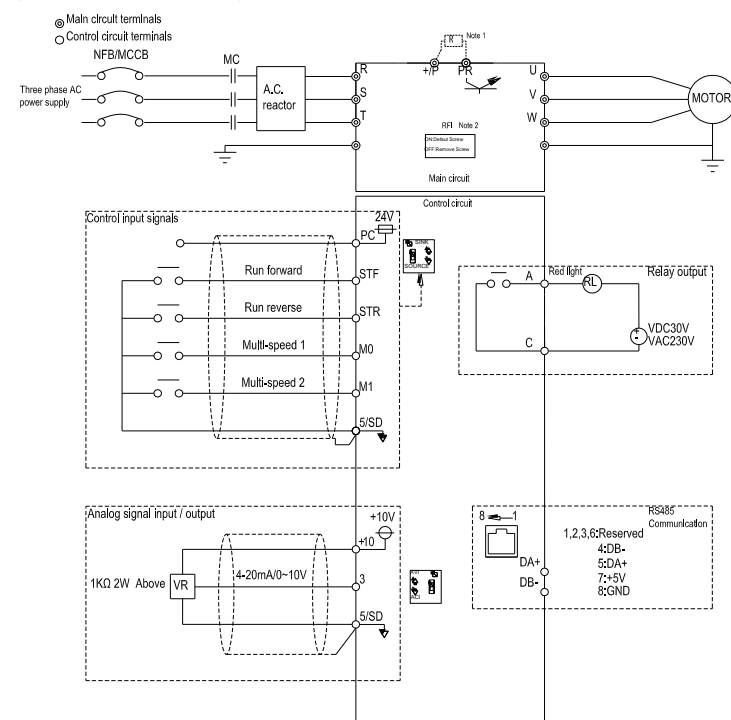 Main circuit terminals
Control circuit terminals
NFB/MCCB
MC
Three phase AC
power supply
A.C.
reactor
R
S
T
R Note 1
+/P PR
U
V
W
MOTOR
RFI Note 2
ON:Defaut Screw
OFF:Remove Screw
Main circuit
Control circuit
Control input signals
24V
PC
SINK
SOURCE
Run forward
STF
Run reverse
STR
Multi-speed 1
M0
Multi-speed 2
M1
5/SD
A
Red light
Relay output
RL
C
+
-
VDC30V
VAC230V
Analog signal input / output
+10V
+10
1KΩ 2W Above
VR
4-20mA/0~10V
3
AVI
ACI
5/SD
8 1
RS485
Communication
1,2,3,6:Reserved
4:DB-
5:DA+
7:+5V
8:GND
DA+
DB-